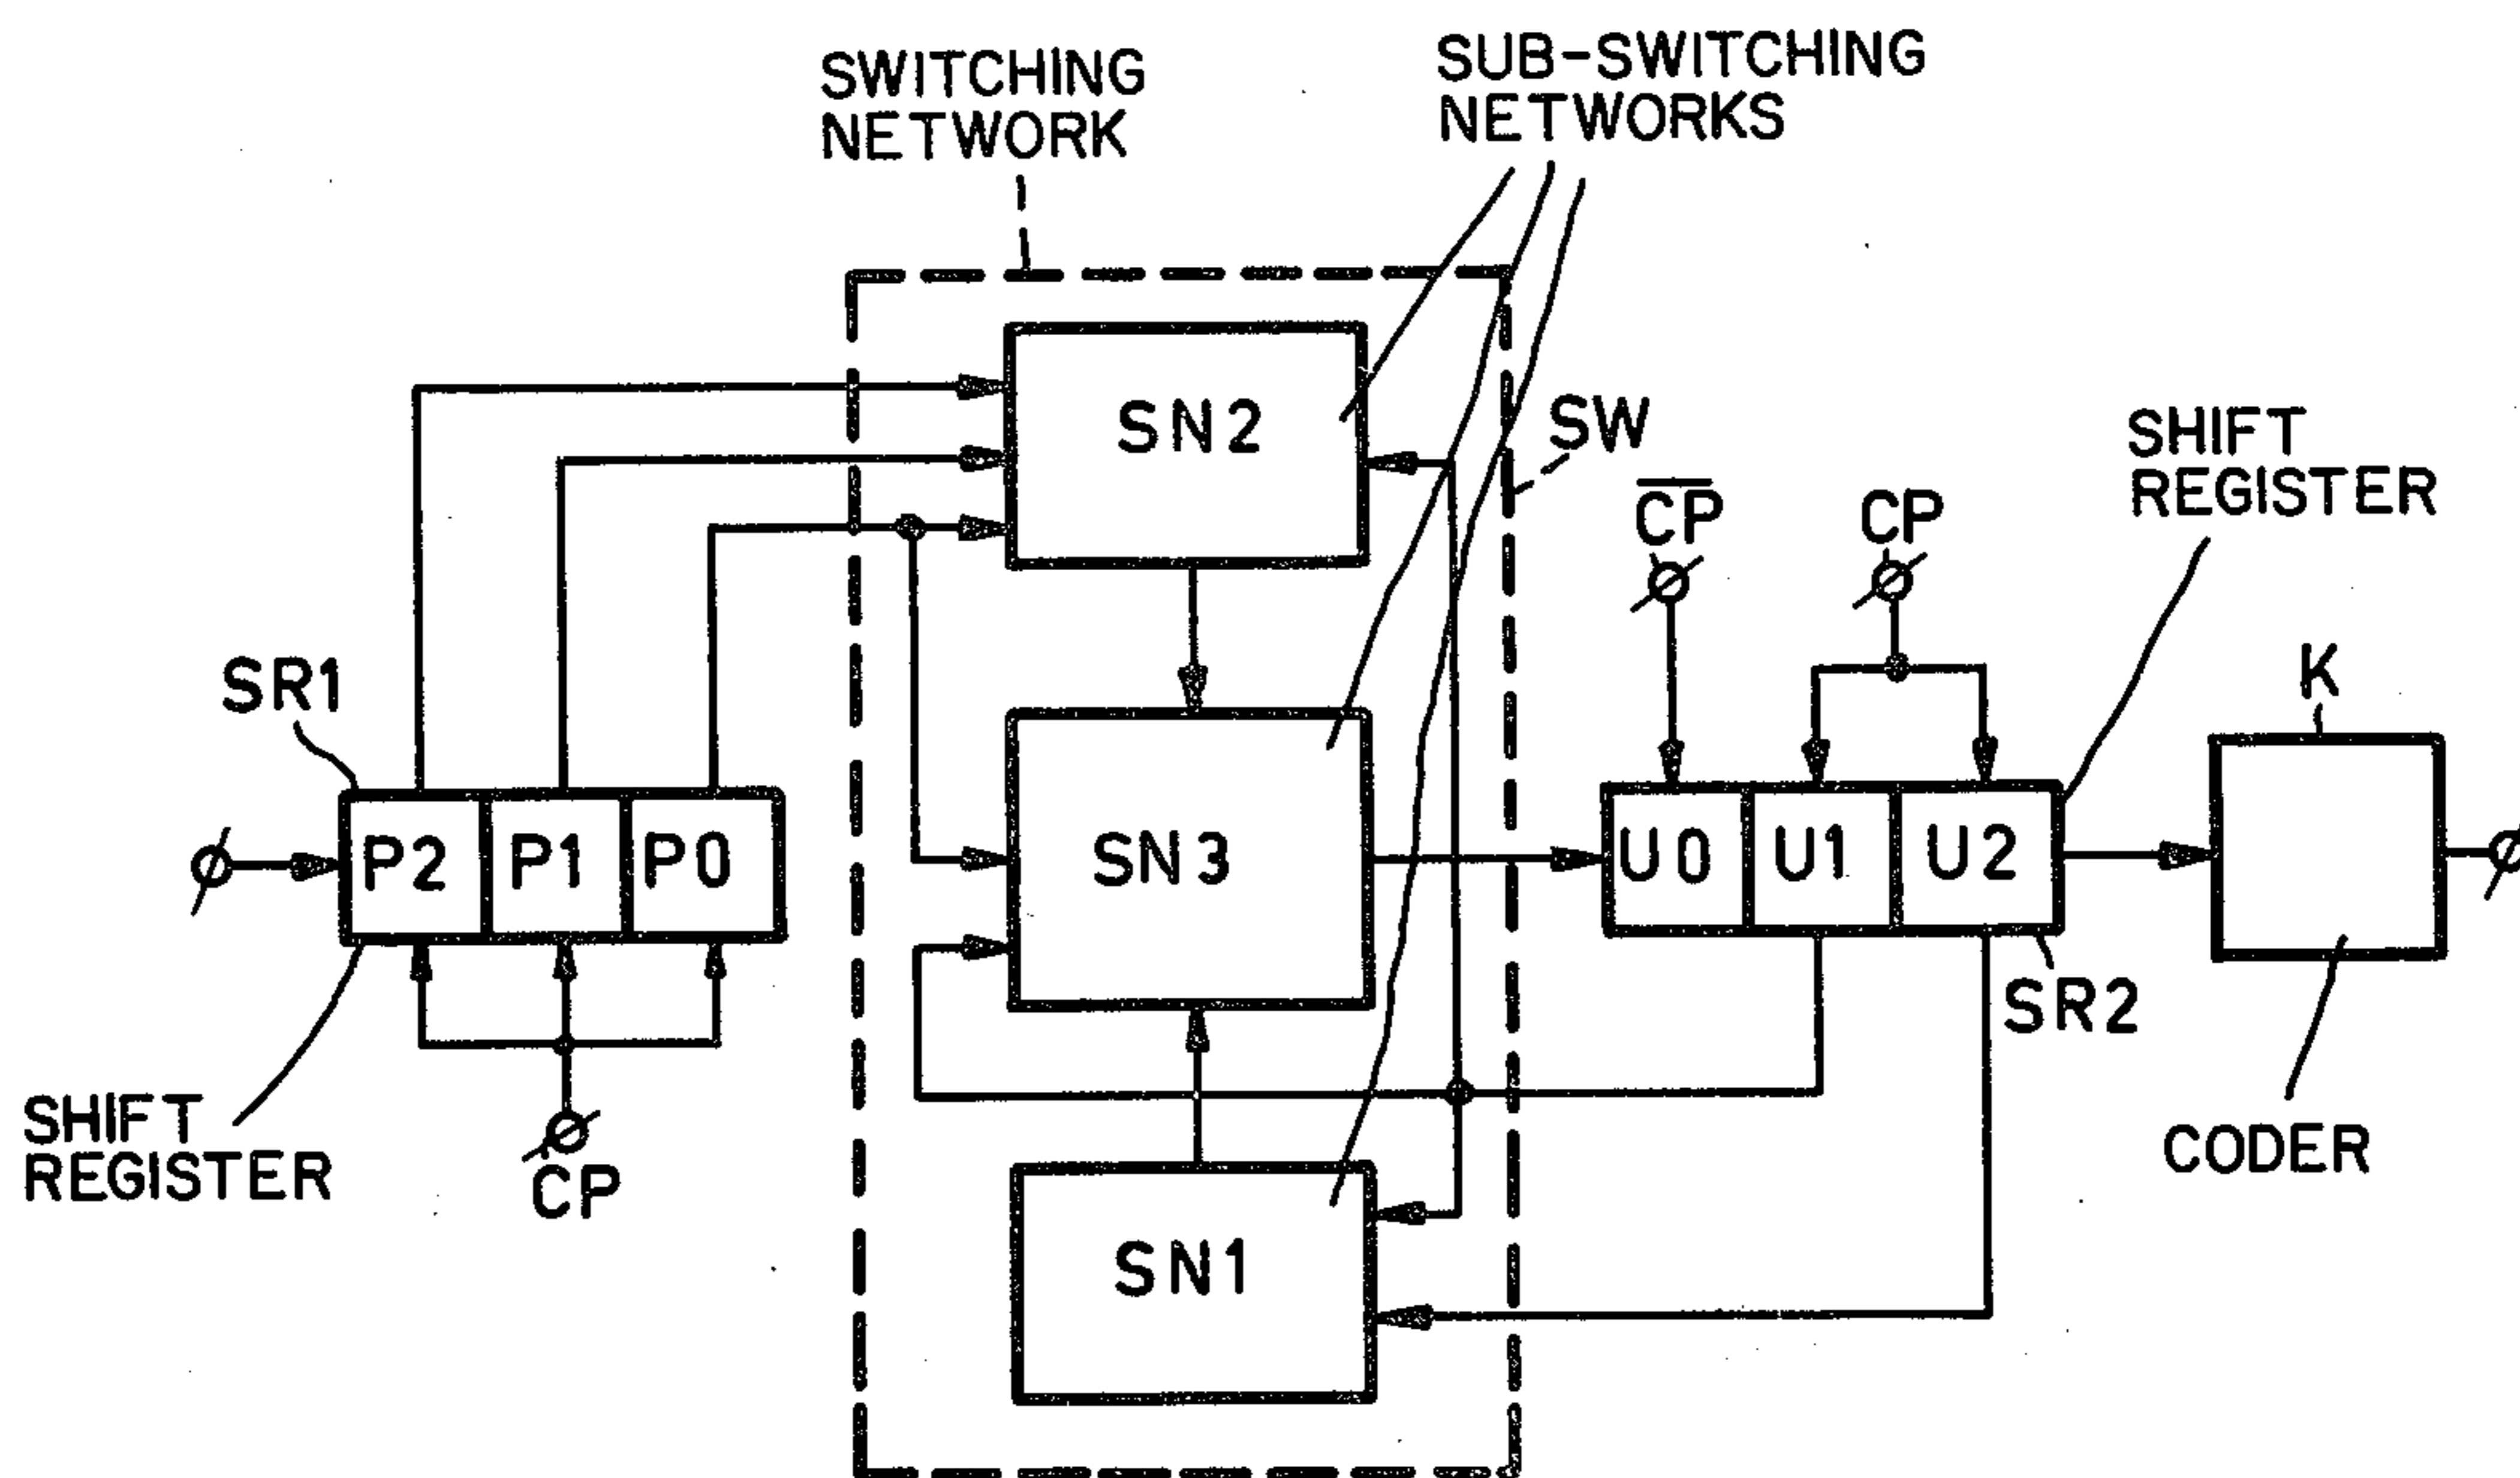 SWITCHING
NETWORK
SUB-SWITCHING
NETWORKS
SN2
SW
C̅P̅
CP
SHIFT
REGISTER
SR1
K
P2 P1 P0
SN3
U0 U1 U2
SR2
SHIFT
REGISTER
CP
CODER
SN1